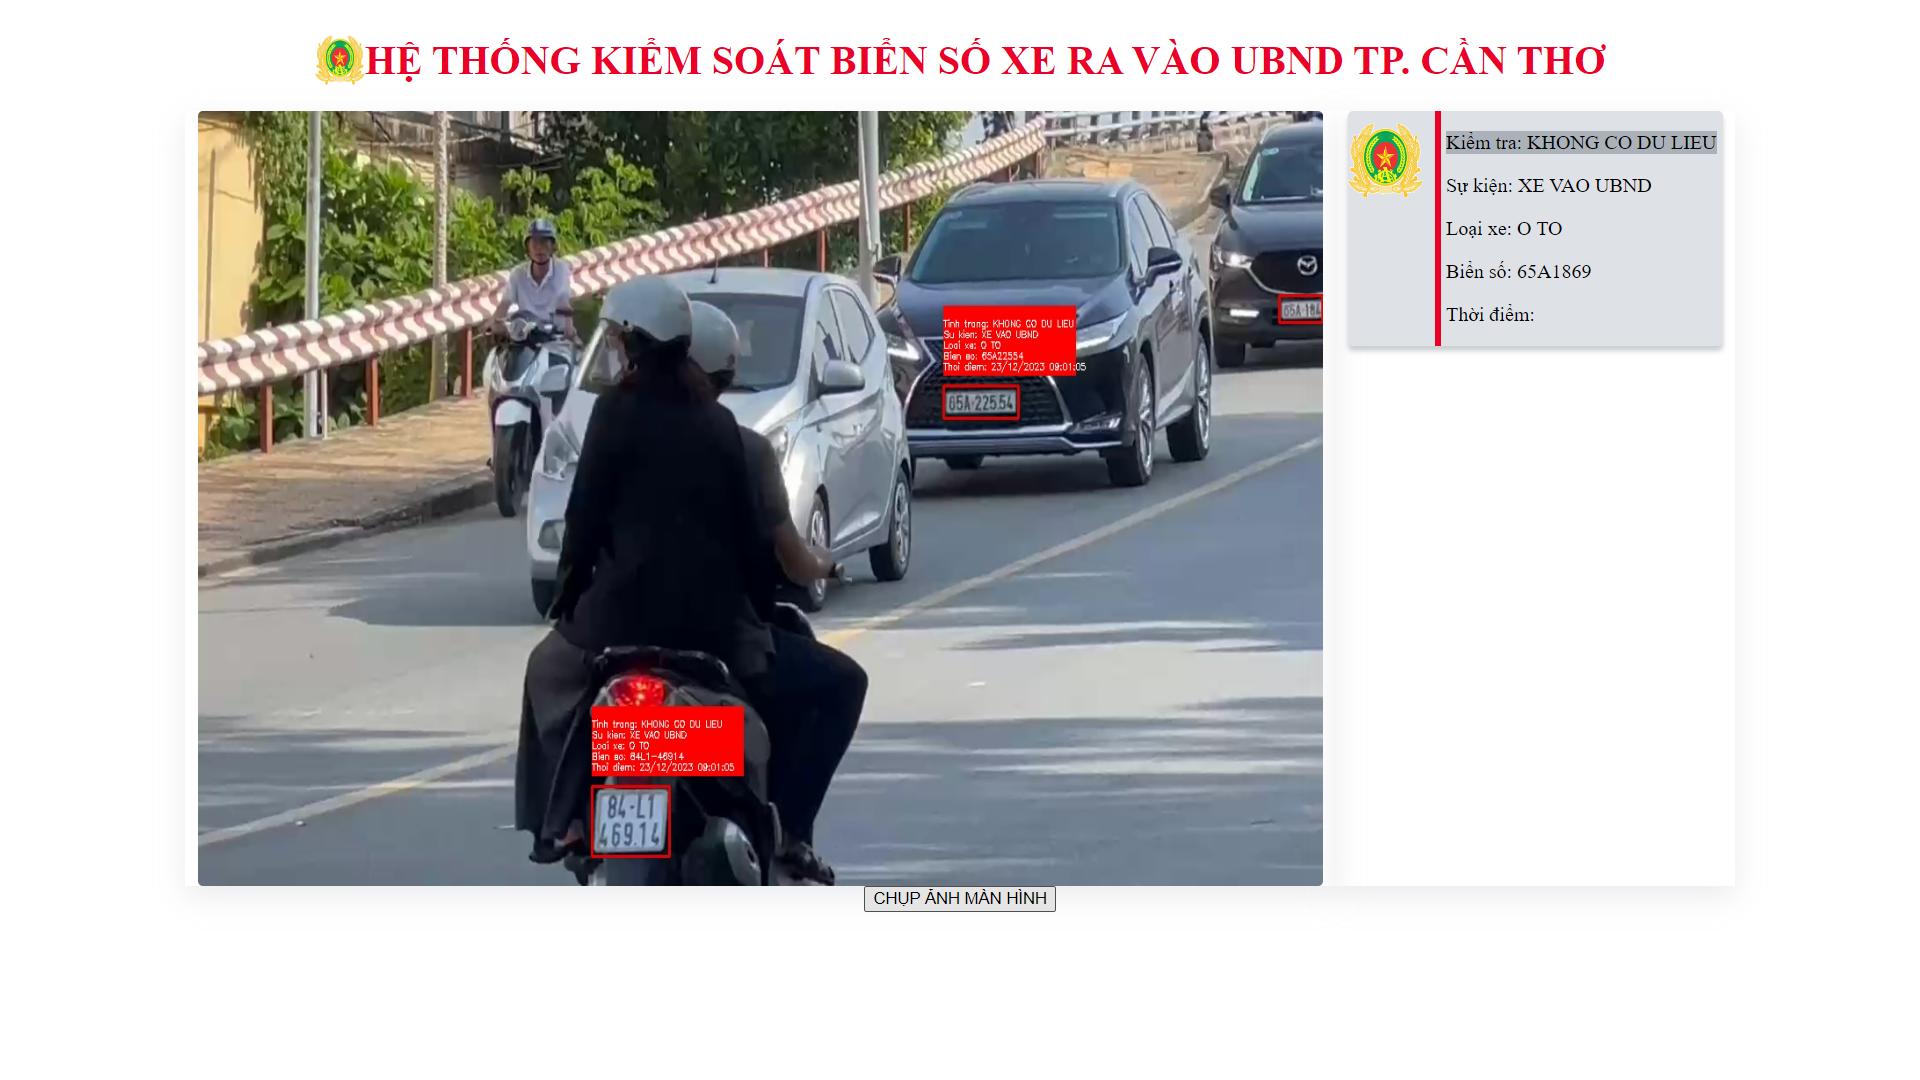 HỆ THỐNG KIỂM SOÁT BIỂN SỐ XE RA VÀO UBND TP. CẦN THƠ
Kiểm tra: KHONG CO DU LIEU
Sự kiện: XE VAO UBND
Loại xe: O TO
Biển số: 65A1869
Thời điểm:
65A-184
Tinh trang: KHONG CO DU LIEU
Su kien: XE VAO UBND
Loai xe: O TO
Bien so: 65A22554
Thoi diem: 23/12/2023 09:01:05
65A-225.54
Tinh trang: KHONG CO DU LIEU
Su kien: XE VAO UBND
Loai xe: O TO
Bien so: 84L1-46914
Thoi diem: 23/12/2023 09:01:05
84-L1
469.14
CHỤP ẢNH MÀN HÌNH